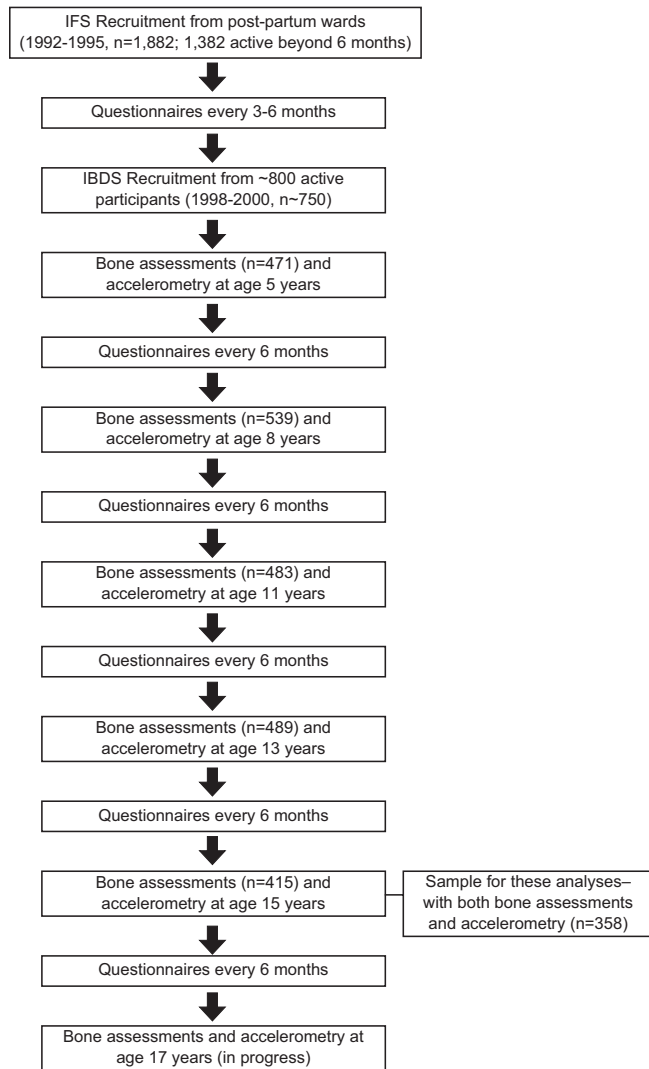 IFS Recruitment from post-partum wards
(1992-1995, n=1,882; 1,382 active beyond 6 months)
Questionnaires every 3-6 months
IBDS Recruitment from ~800 active
participants (1998-2000, n~750)
Bone assessments (n=471) and
accelerometry at age 5 years
Questionnaires every 6 months
Bone assessments (n=539) and
accelerometry at age 8 years
Questionnaires every 6 months
Bone assessments (n=483) and
accelerometry at age 11 years
Questionnaires every 6 months
Bone assessments (n=489) and
accelerometry at age 13 years
Questionnaires every 6 months
Bone assessments (n=415) and
accelerometry at age 15 years
Sample for these analyses–
with both bone assessments
and accelerometry (n=358)
Questionnaires every 6 months
Bone assessments and accelerometry at
age 17 years (in progress)